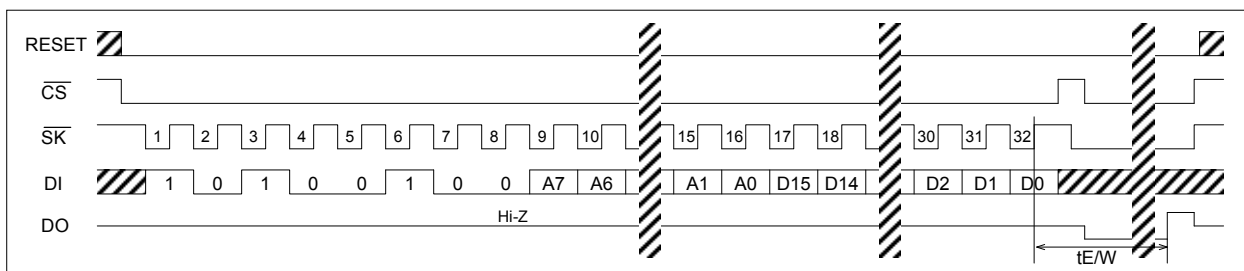 RESET
CS
SK 1 2 3 4 5 6 7 8 9 10 15 16 17 18 30 31 32
DI 1 0 1 0 0 1 0 0 A7 A6 A1 A0 D15 D14 D2 D1 D0
Hi-Z
DO
tE/W